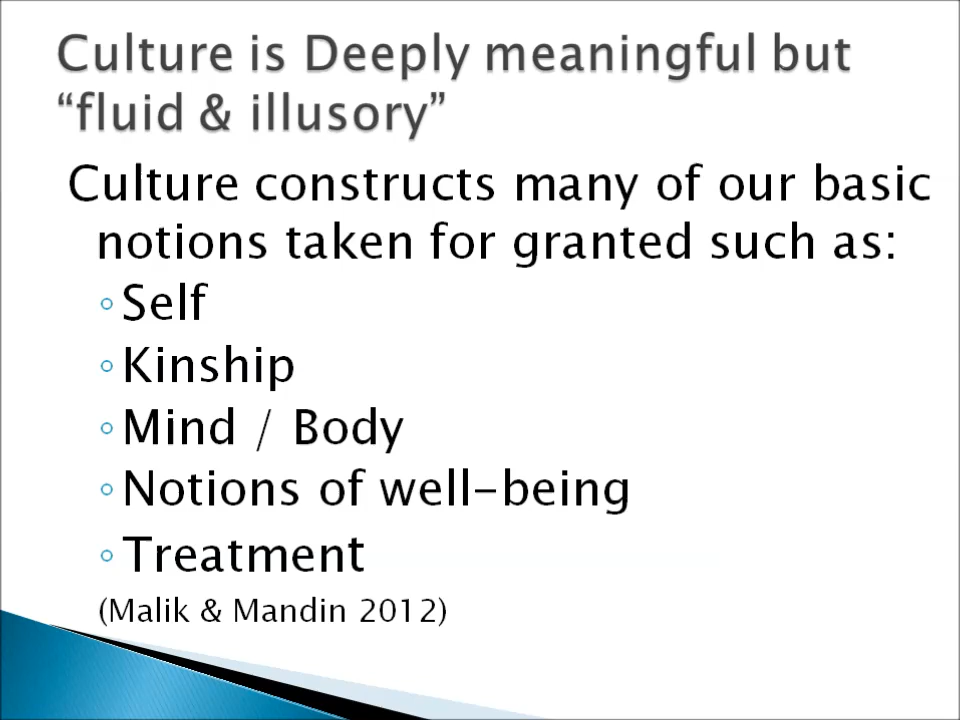 Culture is Deeply meaningful but
“fluid & illusory”
Culture constructs many of our basic
notions taken for granted such as:
◦ Self
◦ Kinship
◦ Mind / Body
◦ Notions of well-being
◦ Treatment
(Malik & Mandin 2012)